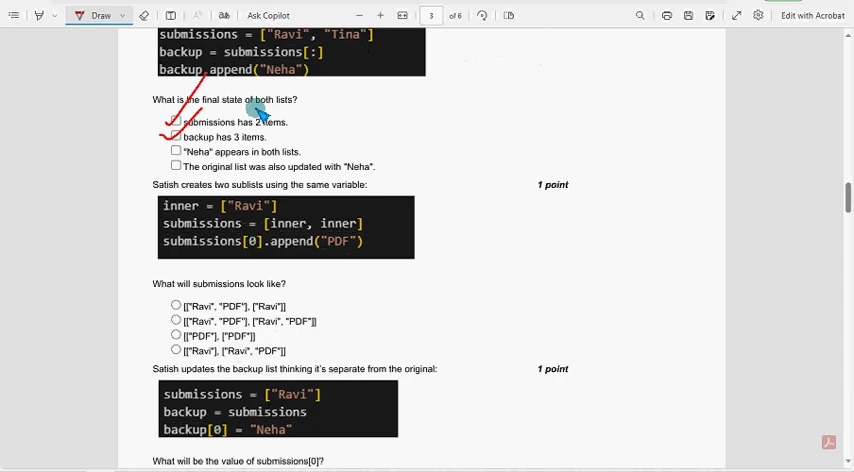 Draw
Ask Copilot
3
of 6
Edit with Acrobat
submissions = ["Ravi", "Tina"]
backup = submissions[:]
backup.append("Neha")
What is the final state of both lists?
submissions has 2 items.
backup has 3 items.
"Neha" appears in both lists.
The original list was also updated with "Neha".
Satish creates two sublists using the same variable:
1 point
inner = ["Ravi"]
submissions = [inner, inner]
submissions[0].append("PDF")
What will submissions look like?
[["Ravi", "PDF"], ["Ravi"]]
[["Ravi", "PDF"], ["Ravi", "PDF"]]
[["PDF"], ["PDF"]]
[["Ravi"], ["Ravi", "PDF"]]
Satish updates the backup list thinking it's separate from the original:
1 point
submissions = ["Ravi"]
backup = submissions
backup[0] = "Neha"
What will be the value of submissions[0]?